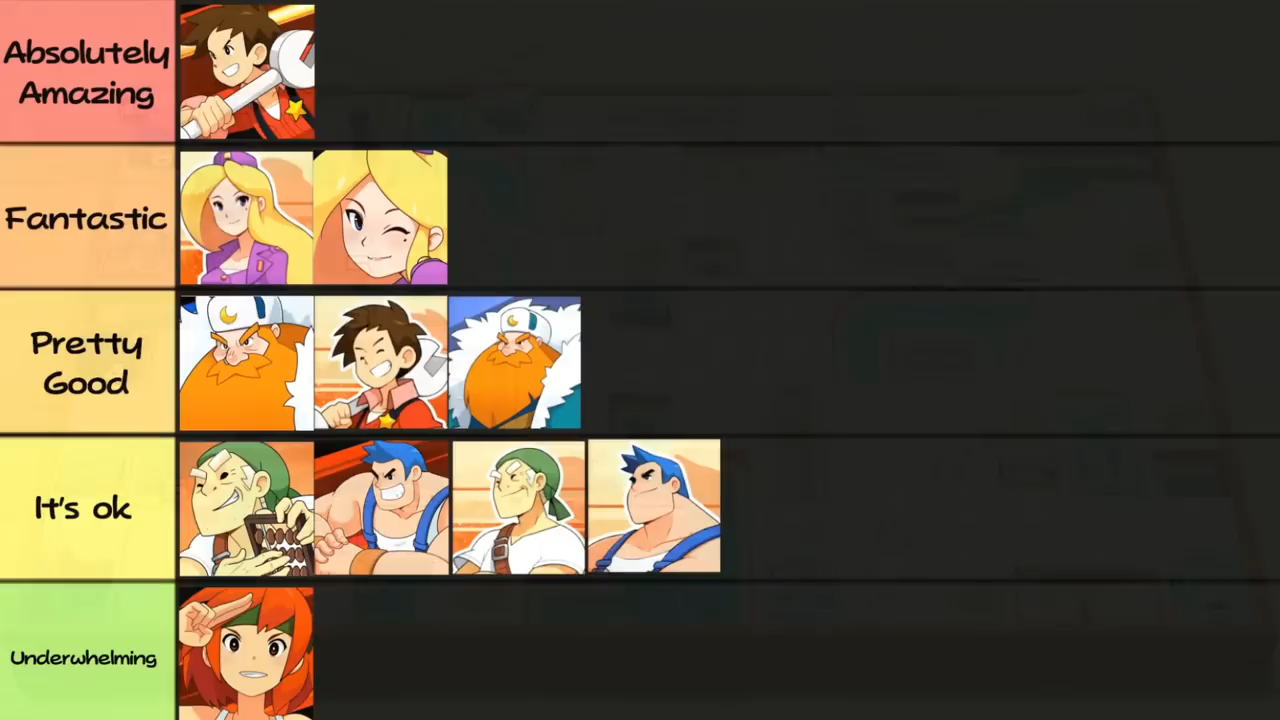 Absolutely
Amazing
Fantastic
Pretty
Good
It's ok
Underwhelming